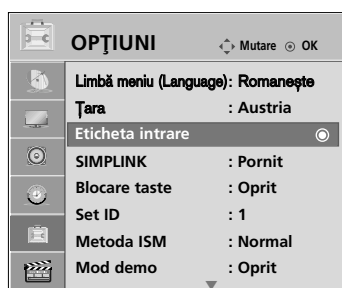 OPŢIUNI Mutare OK
Limbă meniu (Language): Romaneşte
Ţara : Austria
Eticheta intrare
SIMPLINK : Pornit
Blocare taste : Oprit
Set ID : 1
Metoda ISM : Normal
Mod demo : Oprit